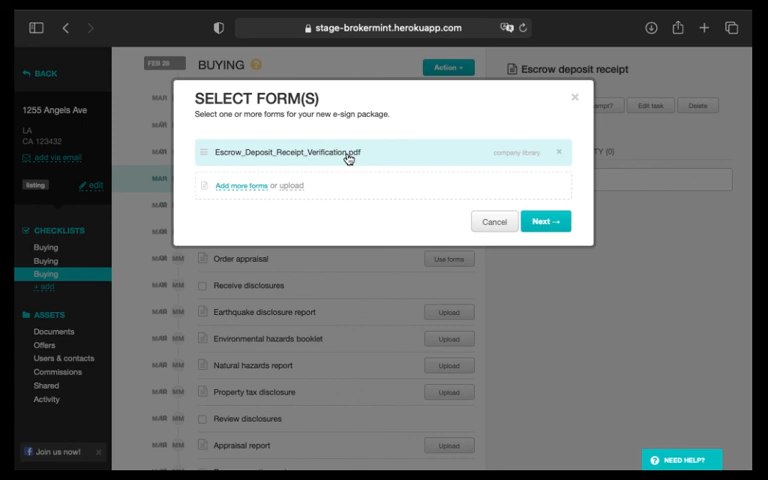 stage-brokermint.herokuapp.com
BACK
1255 Angels Ave
LA
CA 123432
add via email
listing
edit
CHECKLISTS
Buying
Buying
Buying
+ add
ASSETS
Documents
Offers
Users & contacts
Commissions
Shared
Activity
Join us now!
FEB 29
BUYING
Action
Escrow deposit receipt
Edit task
Delete
SELECT FORM(S)
Select one or more forms for your new e-sign package.
Escrow_Deposit_Receipt_Verification.pdf
company library
Add more forms or upload
Cancel
Next →
Order appraisal
Use forms
Receive disclosures
Earthquake disclosure report
Upload
Environmental hazards booklet
Upload
Natural hazards report
Upload
Property tax disclosure
Upload
Review disclosures
Appraisal report
Upload
NEED HELP?